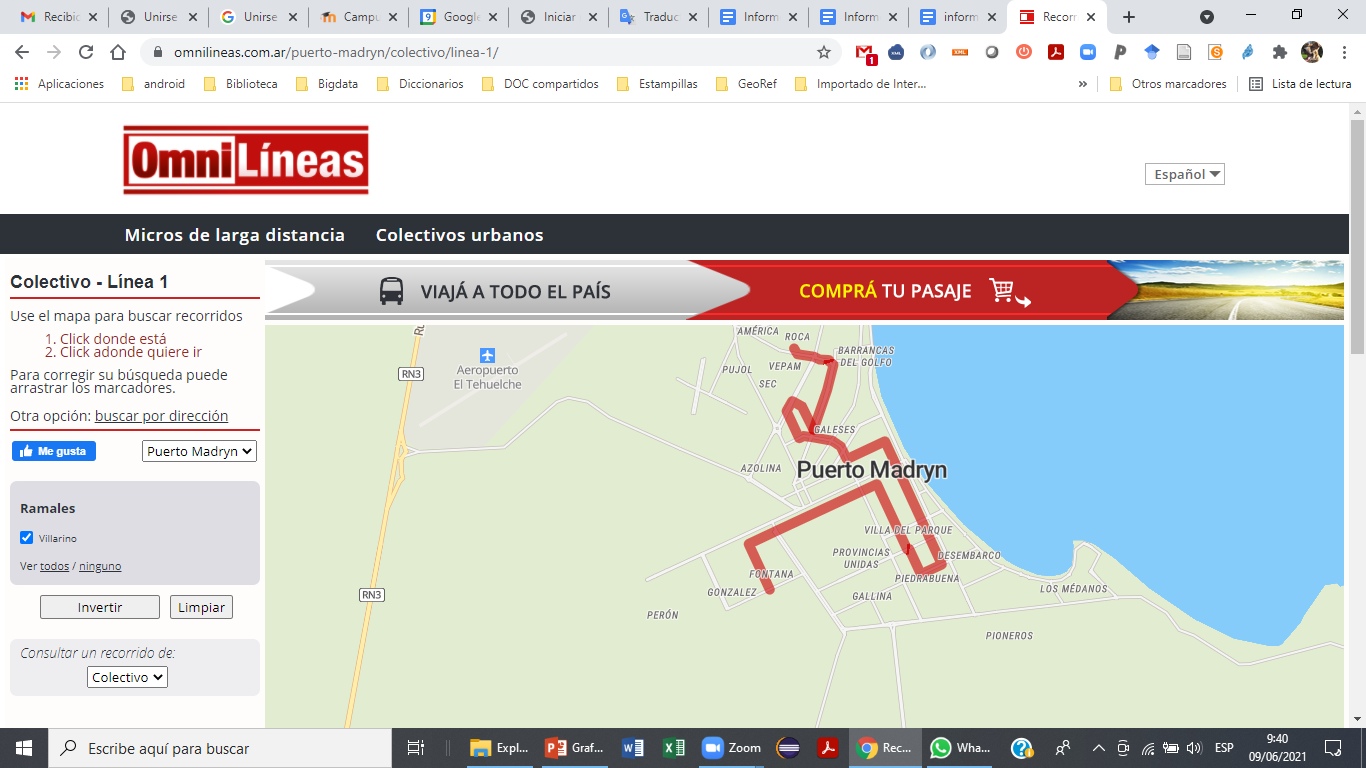 Recibic
Unirse
Unirse
Campu
Google
Iniciar
Traduc
Inform
Inform
inform
Recorr
omnilineas.com.ar/puerto-madryn/colectivo/linea-1/
1
Aplicaciones
android
Biblioteca
Bigdata
Diccionarios
DOC compartidos
Estampillas
GeoRef
Importado de Inter...
»
Otros marcadores
Lista de lectura
OmniLíneas
Español
Micros de larga distancia
Colectivos urbanos
Colectivo - Línea 1
Use el mapa para buscar recorridos
1. Click donde está
2. Click adonde quiere ir
Para corregir su búsqueda puede
arrastrar los marcadores.
Otra opción: buscar por dirección
Me gusta
Puerto Madryn
Ramales
Villarino
Ver todos / ninguno
Invertir
Limpiar
Consultar un recorrido de:
Colectivo
VIAJÁ A TODO EL PAÍS
COMPRÁ TU PASAJE
AMÉRICA
ROCA
BARRANCAS
DEL GOLFO
Aeropuerto
El Tehuelche
RN3
PUJOL
VEPAM
SEC
GALESES
AZOLINA
Puerto Madryn
VILLA DEL PARQUE
PROVINCIAS
UNIDAS
DESEMBARCO
FONTANA
PIEDRABUENA
GONZALEZ
GALLINA
LOS MÉDANOS
RN3
PERÓN
PIONEROS
Escribe aquí para buscar
Expl...
Graf...
Zoom
Rec...
Wha...
ESP
9:40
09/06/2021